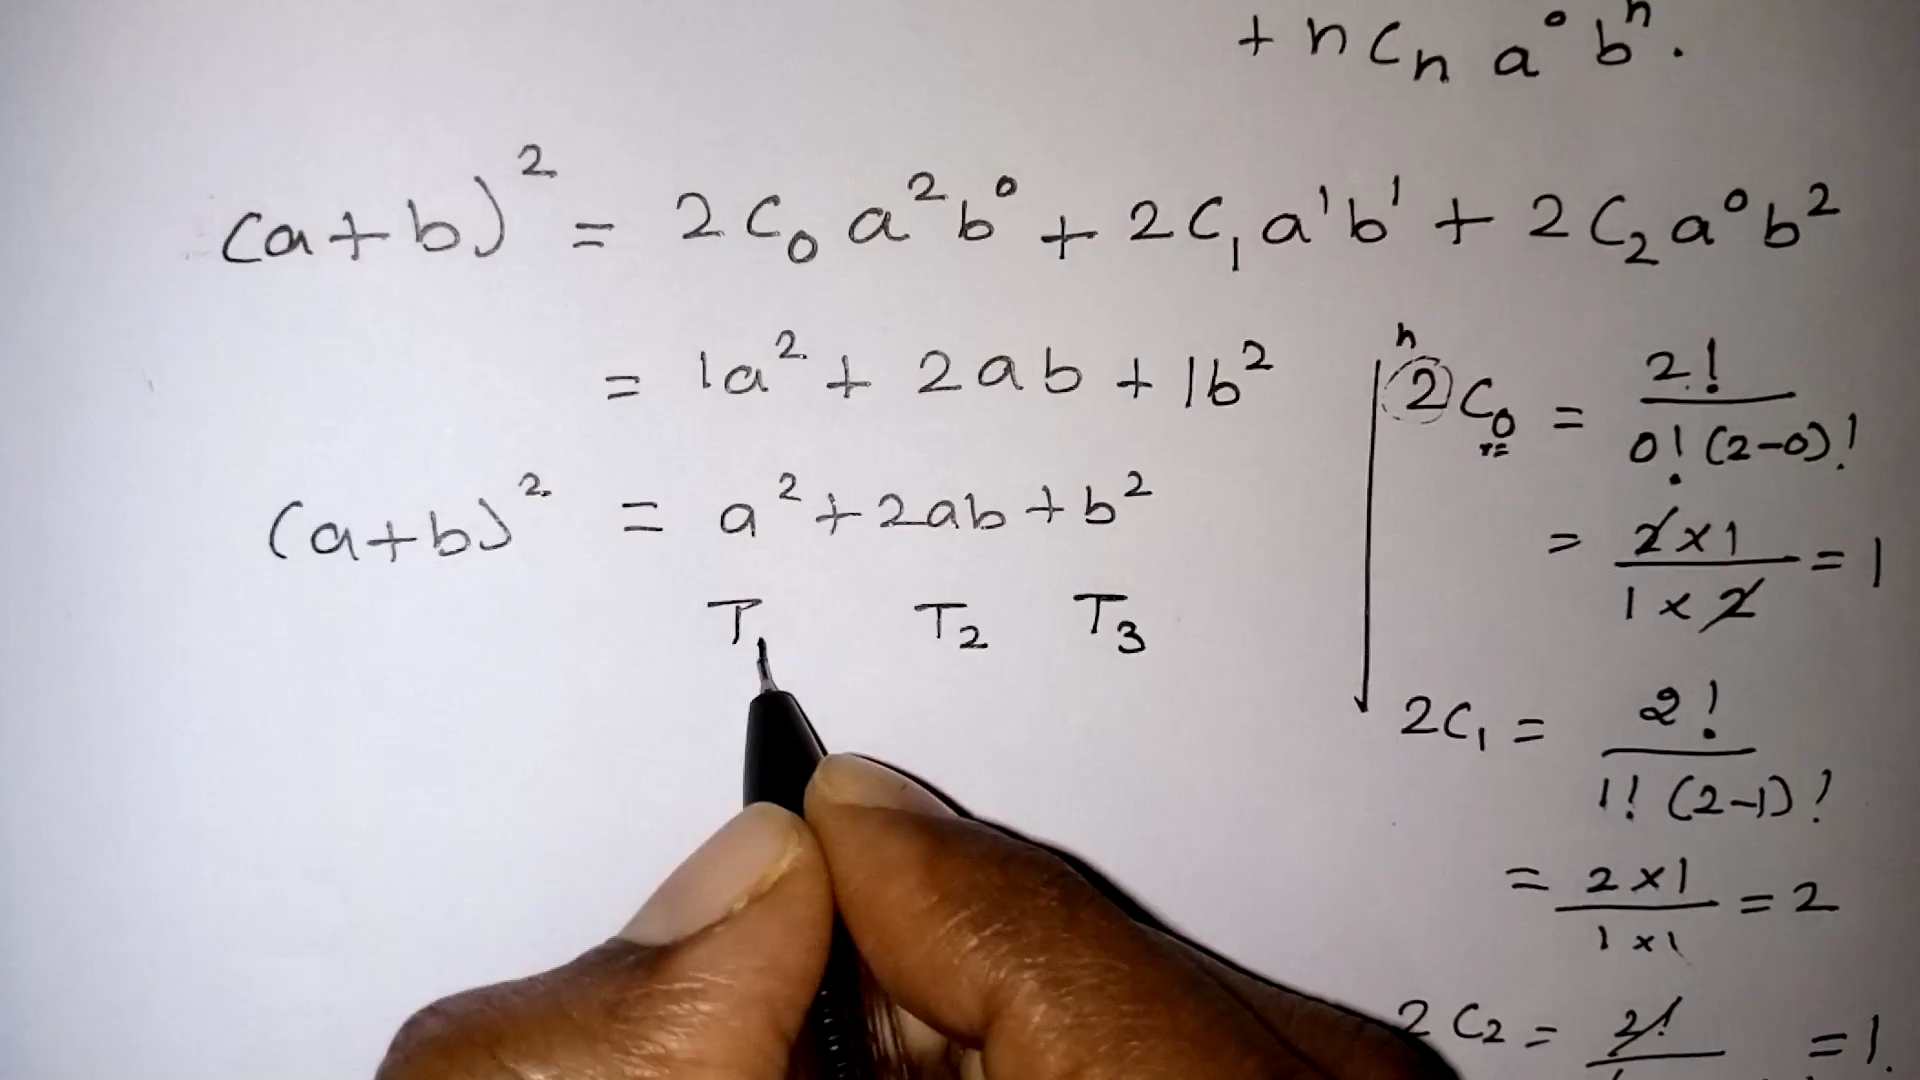 + nCₙ a⁰ bⁿ.
(a+b)² = 2C₀ a²b⁰ + 2C₁ a¹b¹ + 2C₂ a⁰b²
= 1a² + 2ab + 1b²
(a+b)² = a² + 2ab + b²
T₁ T₂ T₃
n
2C₀ = 2! / 0! (2-0)!
r=
= 2×1 / 1×2 = 1
2C₁ = 2! / 1! (2-1)!
= 2×1 / 1×1 = 2
2C₂ = 2! = 1.